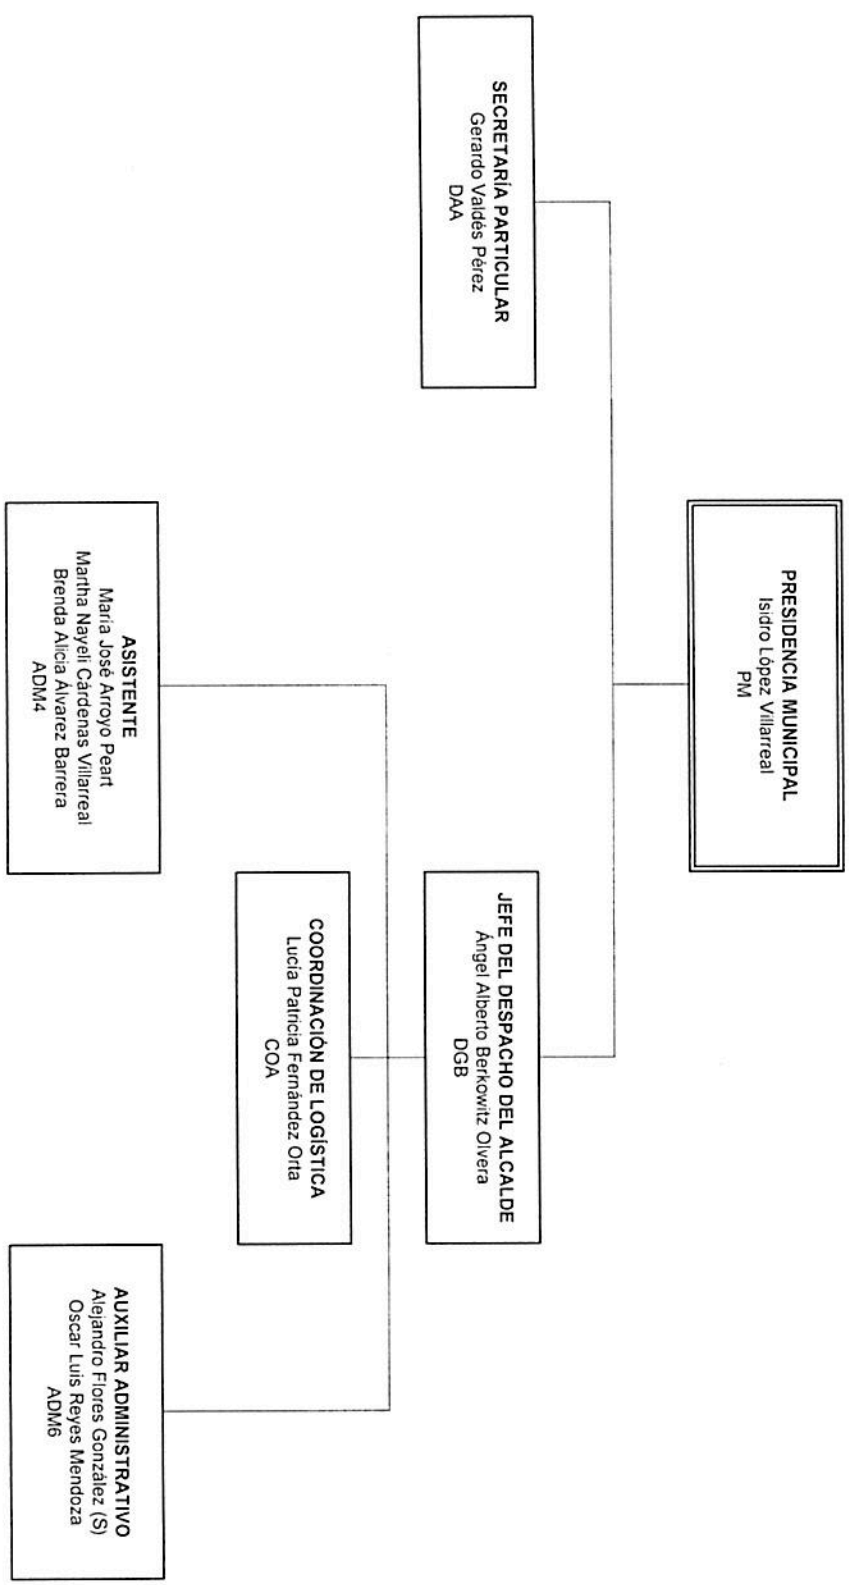 PRESIDENCIA MUNICIPAL
Isidro López Villarreal
PM
SECRETARÍA PARTICULAR
Gerardo Valdés Pérez
DAA
JEFE DEL DESPACHO DEL ALCALDE
Ángel Alberto Berkowitz Olvera
DGB
COORDINACIÓN DE LOGÍSTICA
Lucia Patricia Fernández Orta
COA
ASISTENTE
María José Arroyo Peart
Martha Nayeli Cárdenas Villarreal
Brenda Alicia Álvarez Barrera
ADM4
AUXILIAR ADMINISTRATIVO
Alejandro Flores González (S)
Oscar Luis Reyes Mendoza
ADM6